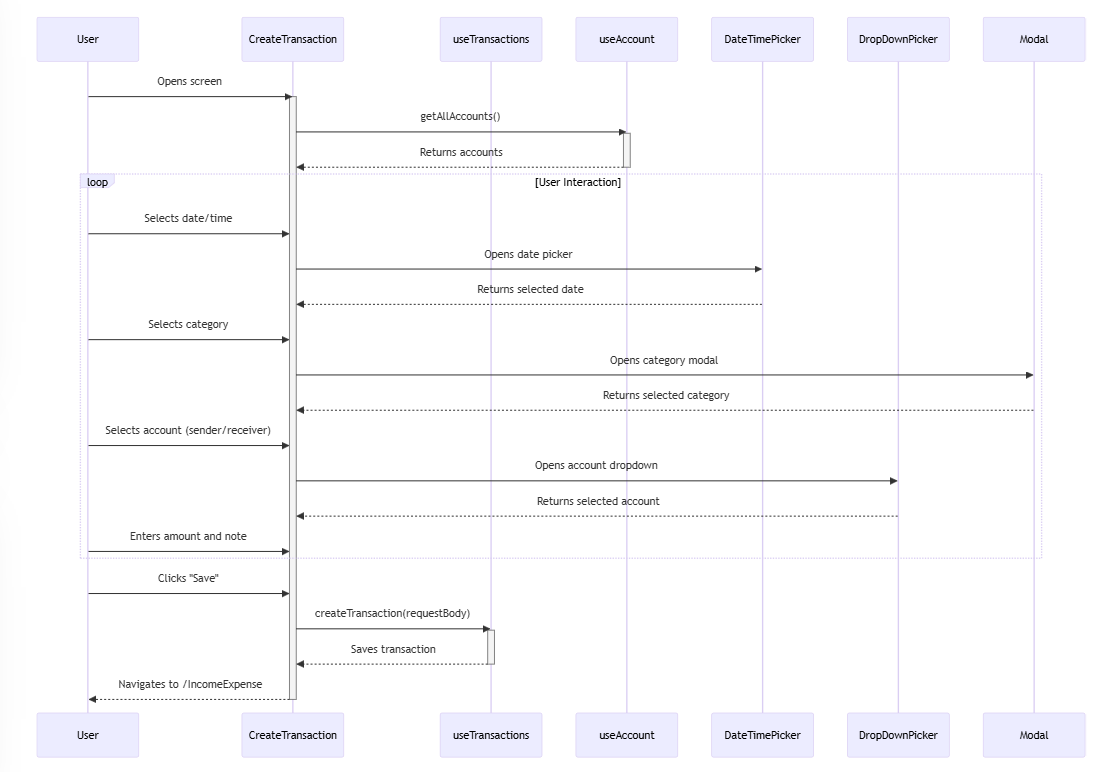 User
CreateTransaction
useTransactions
useAccount
DateTimePicker
DropDownPicker
Modal
Opens screen
getAllAccounts()
Returns accounts
loop
[User Interaction]
Selects date/time
Opens date picker
Returns selected date
Selects category
Opens category modal
Returns selected category
Selects account (sender/receiver)
Opens account dropdown
Returns selected account
Enters amount and note
Clicks "Save"
createTransaction(requestBody)
Saves transaction
Navigates to /IncomeExpense
User
CreateTransaction
useTransactions
useAccount
DateTimePicker
DropDownPicker
Modal